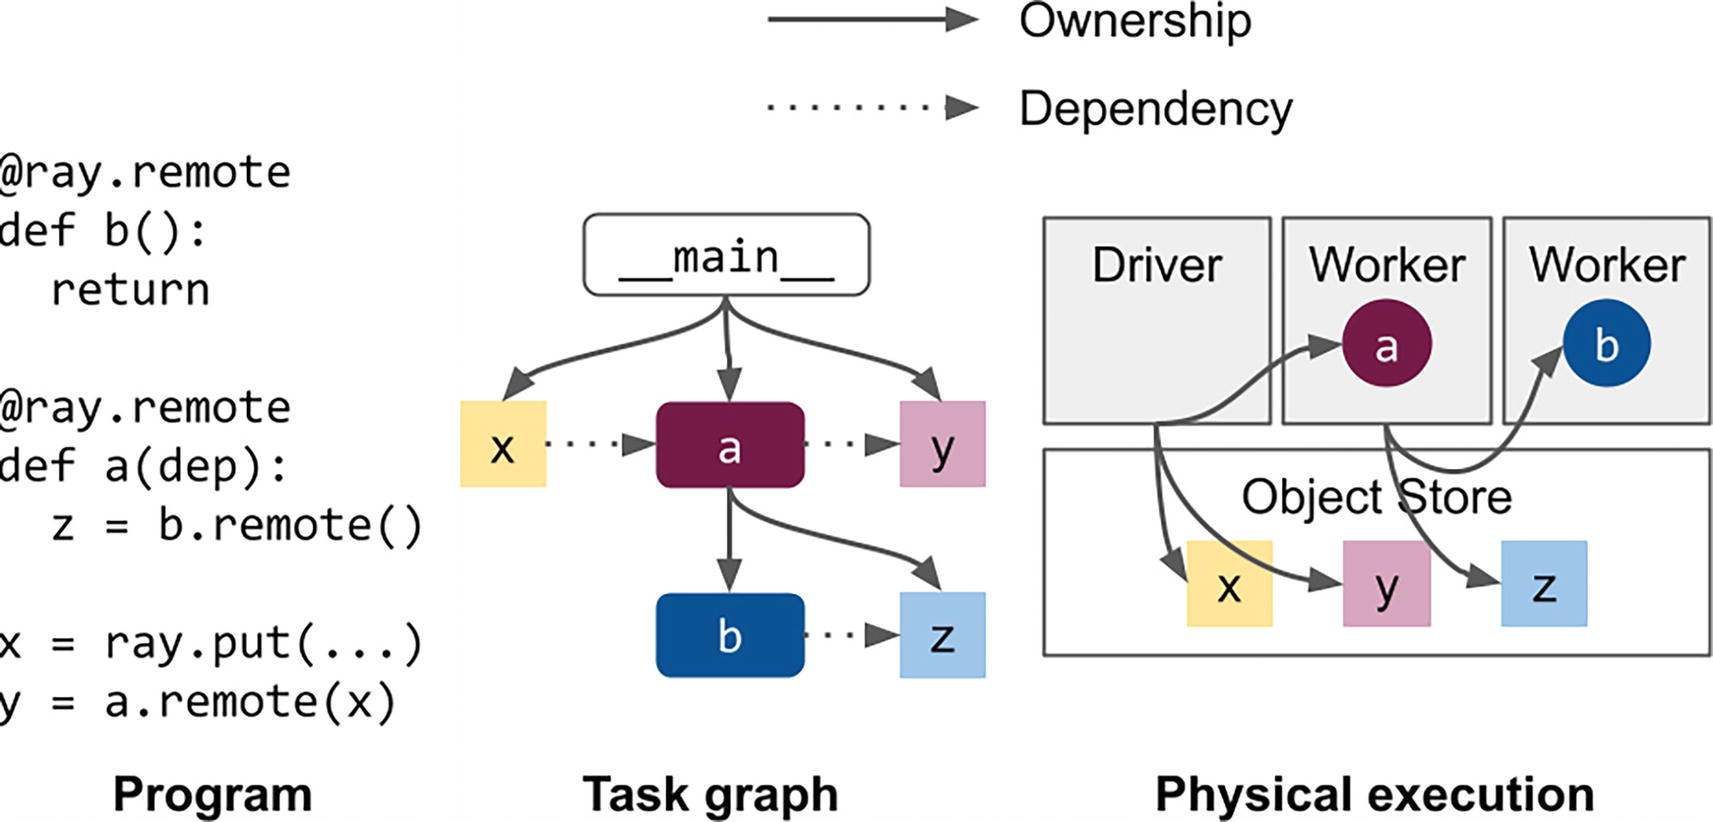 Ownership
Dependency
@ray.remote
def b():
return
@ray.remote
def a(dep):
z = b.remote()
x = ray.put(...)
y = a.remote(x)
Program
__main__
x a y
b z
Task graph
Driver Worker Worker
a b
Object Store
x y z
Physical execution